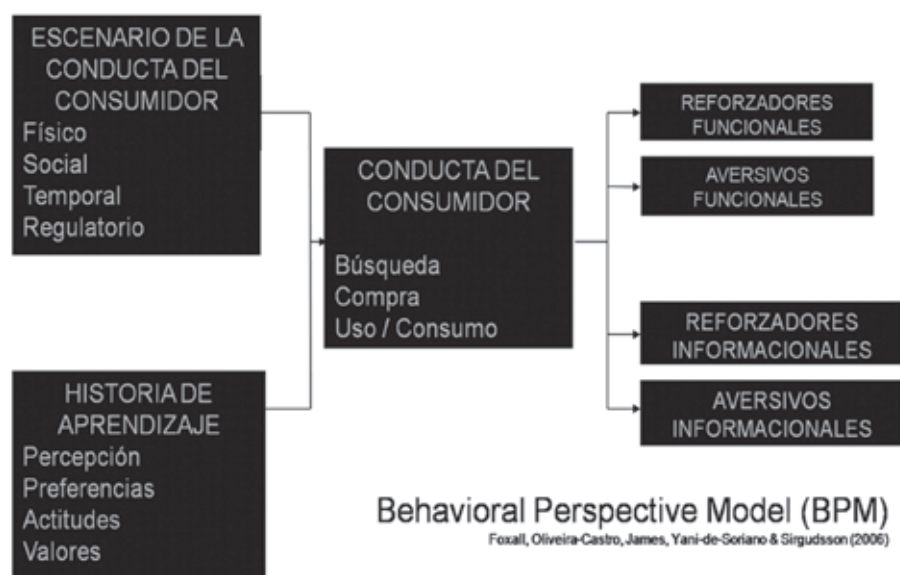 ESCENARIO DE LA
CONDUCTA DEL
CONSUMIDOR
Físico
Social
Temporal
Regulatorio
HISTORIA DE
APRENDIZAJE
Percepción
Preferencias
Actitudes
Valores
CONDUCTA DEL
CONSUMIDOR
Búsqueda
Compra
Uso / Consumo
REFORZADORES
FUNCIONALES
AVERSIVOS
FUNCIONALES
REFORZADORES
INFORMACIONALES
AVERSIVOS
INFORMACIONALES
Behavioral Perspective Model (BPM)
Foxall, Oliveira-Castro, James, Yani-de-Soriano & Sirgudsson (2006)